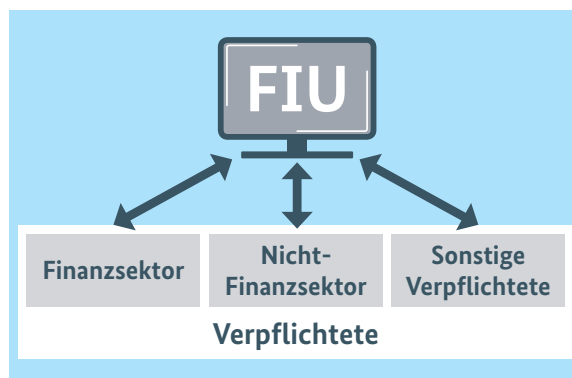 FIU
Finanzsektor
Nicht-
Finanzsektor
Sonstige
Verpflichtete
Verpflichtete